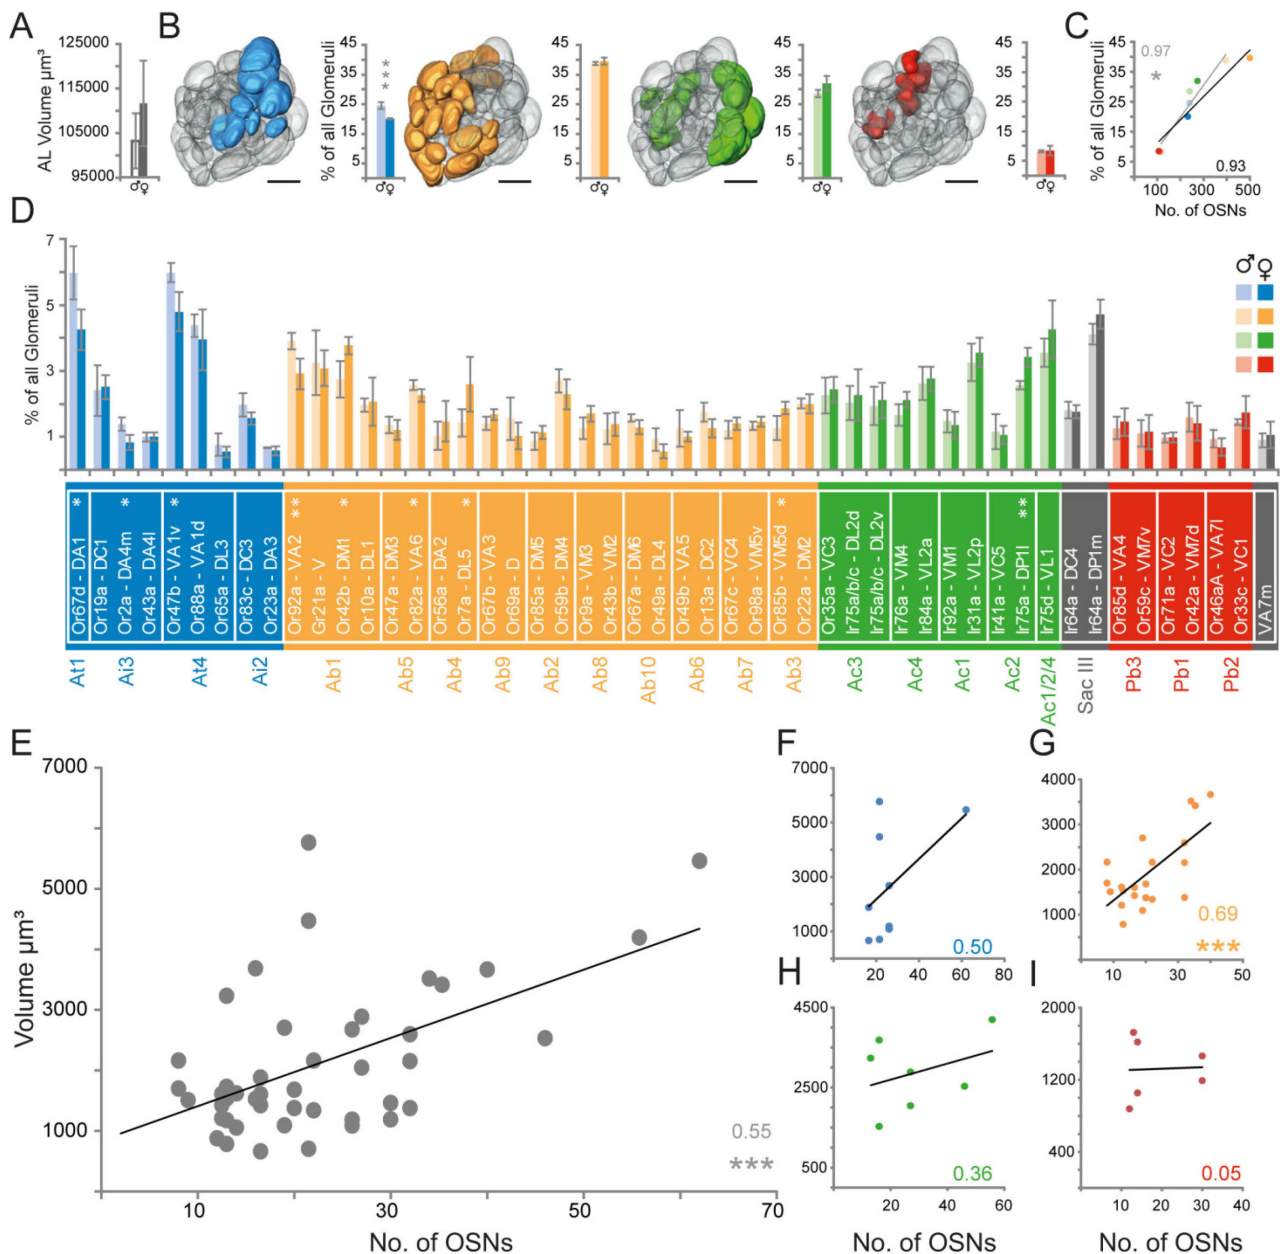 A
AL Volume µm³
125000
115000
105000
95000
♂♀
B
% of all Glomeruli
45
35
25
15
5
***
♂♀
45
35
25
15
5
♂♀
45
35
25
15
5
♂♀
45
35
25
15
5
♂♀
C
% of all Glomeruli
45
35
25
15
5
0.97
*
0.93
100 300 500
No. of OSNs
D
% of all Glomeruli
7
5
3
1
♂♀
Or67d - DA1 *
Or19a - DC1
Or2a - DA4m *
Or43a - DA4l
Or47b - VA1v *
Or88a - VA1d
Or65a - DL3
Or83c - DC3
Or23a - DA3
Or92a - VA2 **
Gr21a - V
Or42b - DM1 *
Or10a - DL1
Or47a - DM3
Or82a - VA6 *
Or56a - DA2
Or7a - DL5 *
Or67b - VA3
Or69a - D
Or85a - DM5
Or59b - DM4
Or9a - VM3
Or43b - VM2
Or67a - DM6
Or49a - DL4
Or49b - VA5
Or13a - DC2
Or67c - VC4
Or98a - VM5v
Or85b - VM5d *
Or22a - DM2
Or35a - VC3
Ir75a/b/c - DL2d
Ir75a/b/c - DL2v
Ir76a - VM4
Ir84a - VL2a
Ir92a - VM1
Ir31a - VL2p
Ir41a - VC5
Ir75a - DP1l **
Ir75d - VL1
Ir64a - DC4
Ir64a - DP1m
Or85d - VA4
Or59c - VM7v
Or71a - VC2
Or42a - VM7d
Or46aA - VA7l
Or33c - VC1
VA7m
At1
Ai3
At4
Ai2
Ab1
Ab5
Ab4
Ab9
Ab2
Ab8
Ab10
Ab6
Ab7
Ab3
Ac3
Ac4
Ac1
Ac2
Ac1/2/4
Sac III
Pb3
Pb1
Pb2
E
Volume µm³
7000
5000
3000
1000
0.55
***
10 30 50 70
No. of OSNs
F
7000
5000
3000
1000
0.50
20 40 60 80
G
4000
3000
2000
1000
0.69
***
10 30 50
H
4500
2500
500
0.36
20 40 60
No. of OSNs
I
2000
1200
400
0.05
10 20 30 40
No. of OSNs